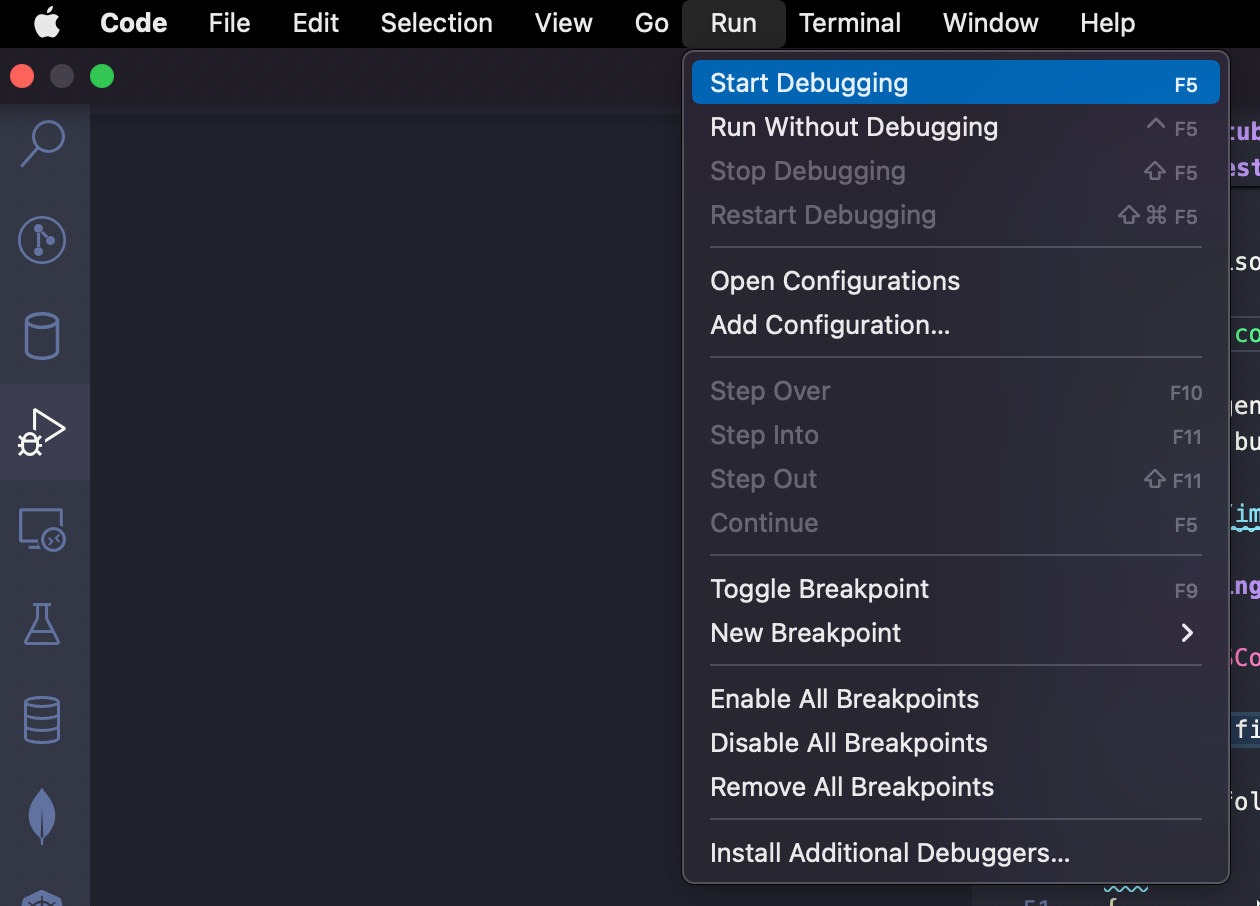 Code File Edit Selection View Go Run Terminal Window Help
Start Debugging F5
Run Without Debugging ^ F5
Stop Debugging ⇧ F5
Restart Debugging ⇧ ⌘ F5
Open Configurations
Add Configuration...
Step Over F10
Step Into F11
Step Out ⇧ F11
Continue F5
Toggle Breakpoint F9
New Breakpoint >
Enable All Breakpoints
Disable All Breakpoints
Remove All Breakpoints
Install Additional Debuggers...